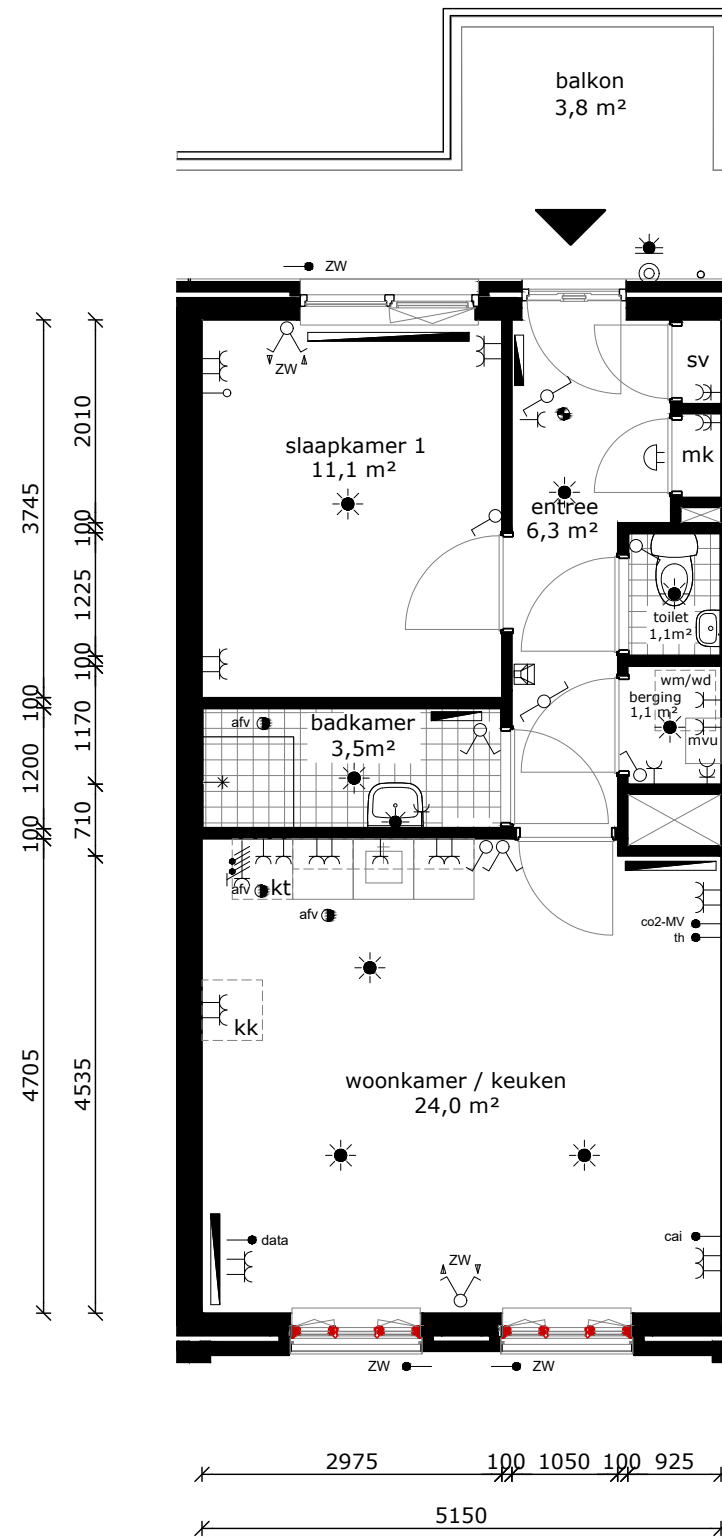 balkon
3,8 m²
ZW
ZW
sv
slaapkamer 1
11,1 m²
mk
entree
6,3 m²
toilet
1,1m²
wm/wd
berging
1,1 m²
mvu
afv
badkamer
3,5m²
afv
kt
afv
co2-MV
th
kk
woonkamer / keuken
24,0 m²
data
cai
ZW
ZW
ZW
3745
100
1200
100
4705
2010
100
1225
100
1170
710
4535
2975
100
1050
100
925
5150